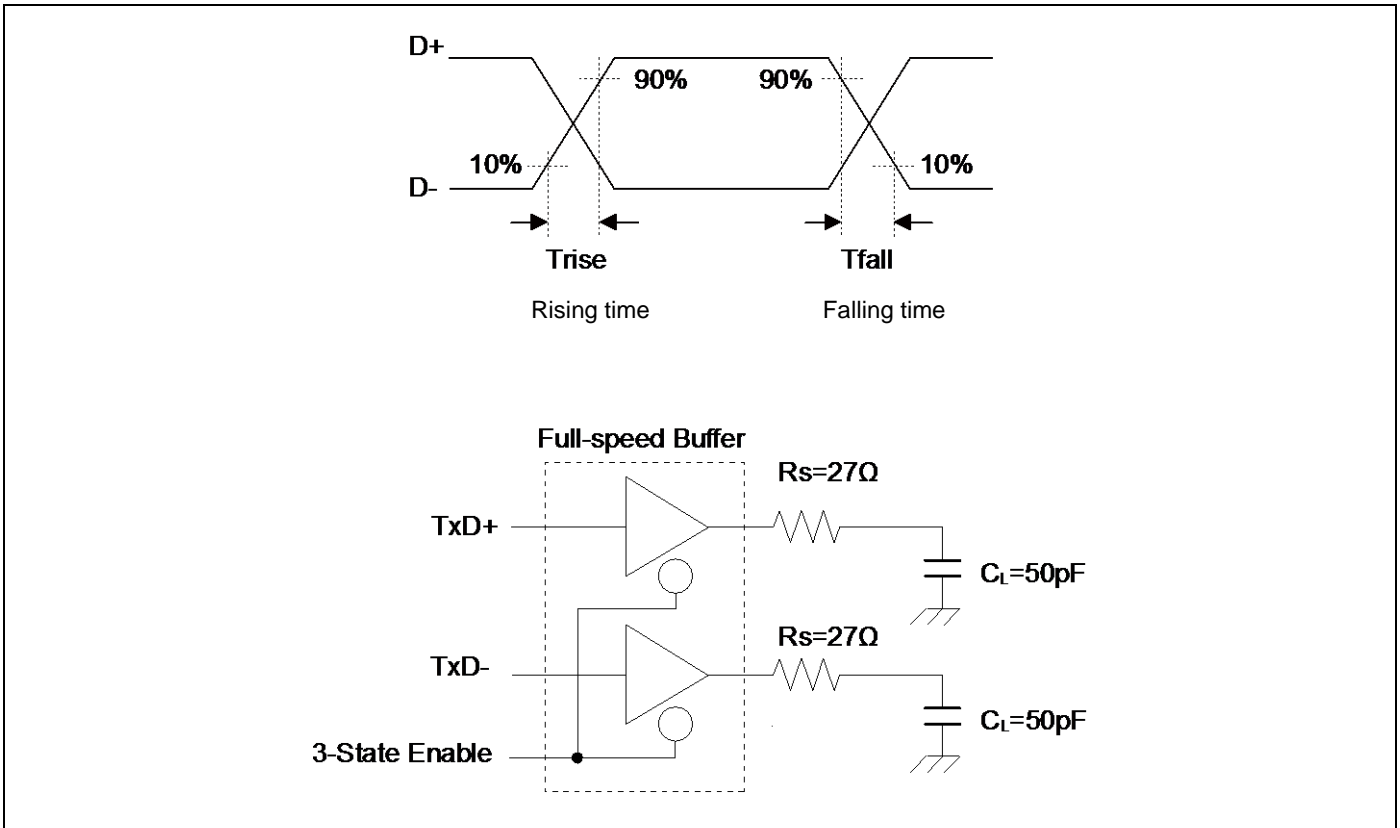 D+
90% 90%
10% 10%
D-
Trise Tfall
Rising time Falling time
Full-speed Buffer
Rs=27Ω
TxD+
CL=50pF
Rs=27Ω
TxD-
CL=50pF
3-State Enable